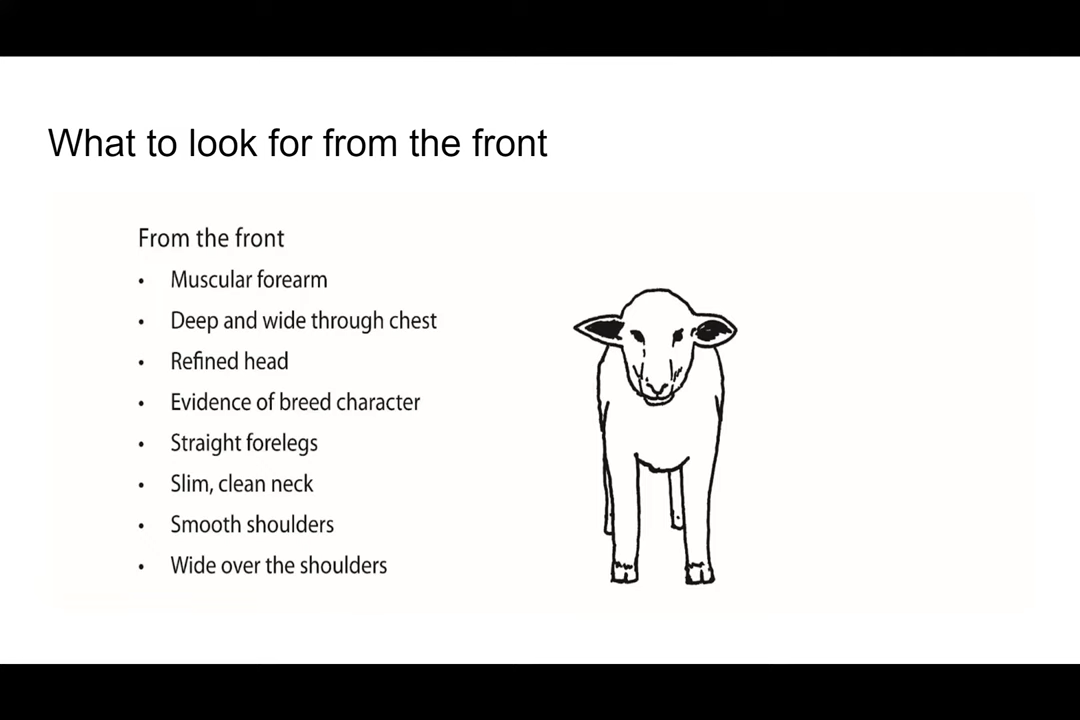 What to look for from the front
From the front
• Muscular forearm
• Deep and wide through chest
• Refined head
• Evidence of breed character
• Straight forelegs
• Slim, clean neck
• Smooth shoulders
• Wide over the shoulders